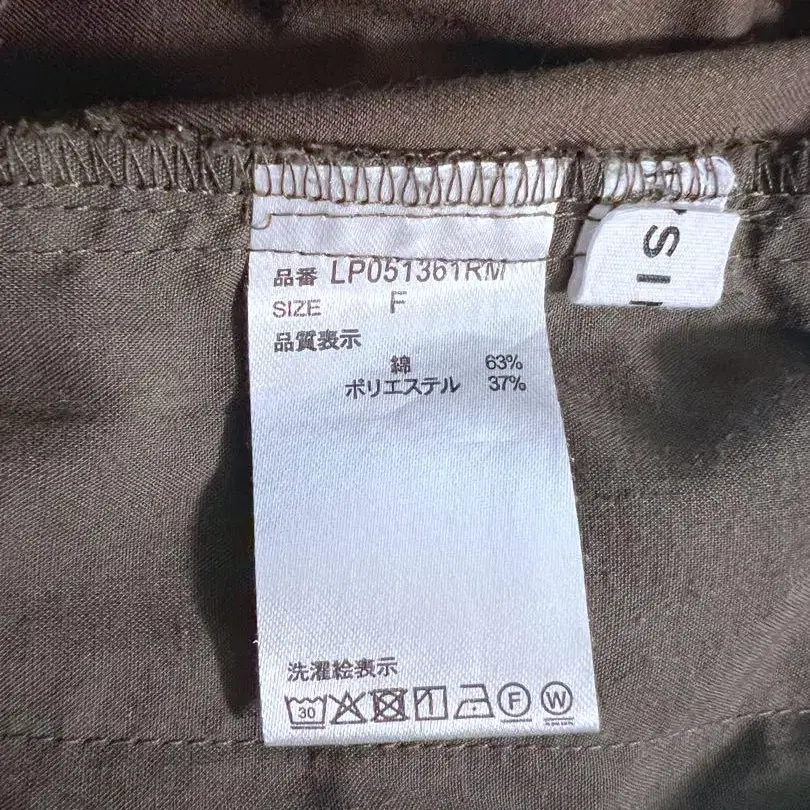 品番 LP051361RM
SIZE F
品質表示
綿 63%
ポリエステル 37%
洗濯絵表示
30 F W
IS